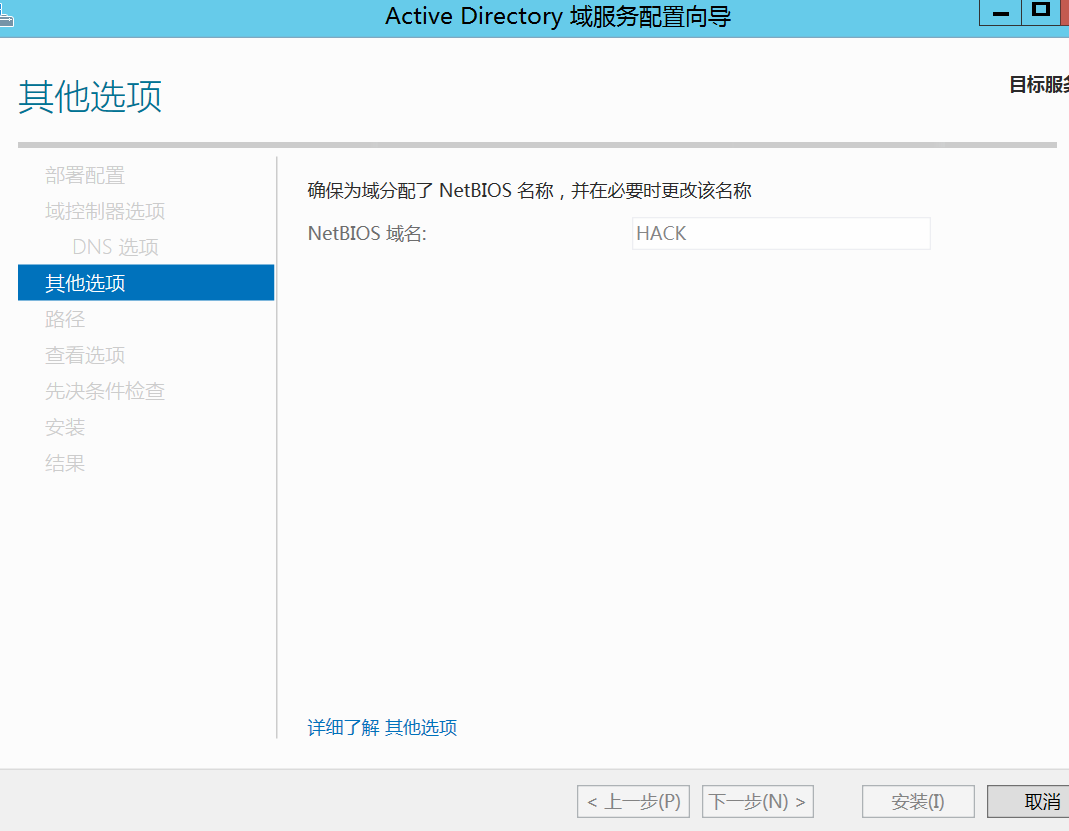 Active Directory 域服务配置向导
其他选项
目标服务
部署配置
域控制器选项
DNS 选项
其他选项
路径
查看选项
先决条件检查
安装
结果
确保为域分配了 NetBIOS 名称，并在必要时更改该名称
NetBIOS 域名:
HACK
详细了解 其他选项
< 上一步(P)
下一步(N) >
安装(I)
取消